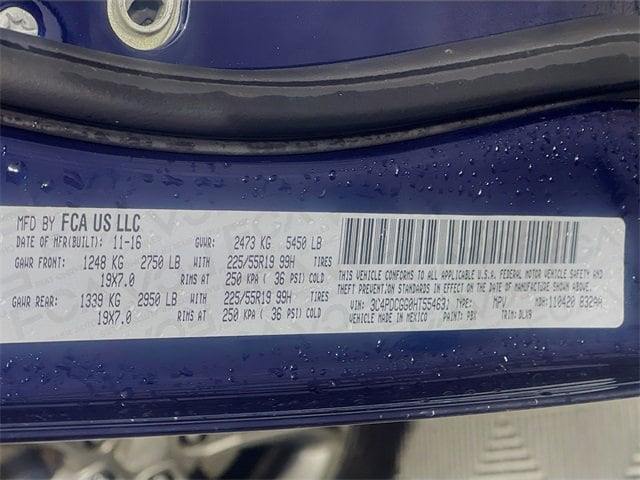 MFD BY FCA US LLC
DATE OF MFR(BUILT): 11-16 GVWR: 2473 KG 5450 LB
GAWR FRONT: 1248 KG 2750 LB 225/55R19 99H TIRES
19X7.0 RIMS AT 250 KPA ( 36 PSI) COLD
GAWR REAR: 1339 KG 2950 LB 225/55R19 99H TIRES
19X7.0 RIMS AT 250 KPA ( 36 PSI) COLD
THIS VEHICLE CONFORMS TO ALL APPLICABLE U.S.A. FEDERAL MOTOR VEHICLE SAFETY,
BUMPER, AND THEFT PREVENTION STANDARDS IN EFFECT ON THE DATE OF MANUFACTURE SHOWN ABOVE.
VIN: TYPE: MPV MDH: 110420 032AA
VEHICLE MADE IN MEXICO PAINT: PBX TRIM: DLX9